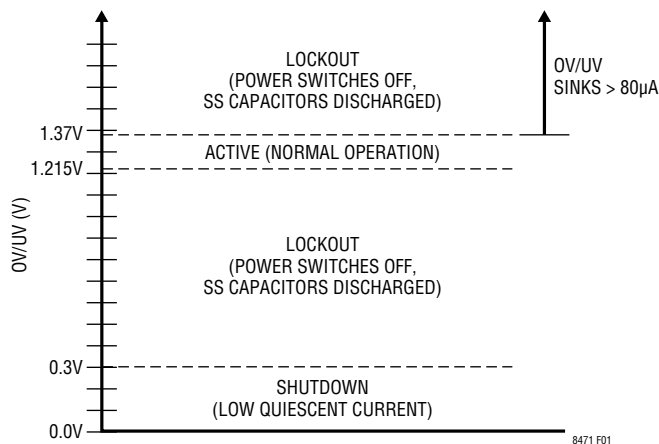 LOCKOUT
(POWER SWITCHES OFF,
SS CAPACITORS DISCHARGED)
OV/UV
SINKS > 80µA
1.37V
ACTIVE (NORMAL OPERATION)
1.215V
OV/UV (V)
LOCKOUT
(POWER SWITCHES OFF,
SS CAPACITORS DISCHARGED)
0.3V
SHUTDOWN
(LOW QUIESCENT CURRENT)
0.0V
8471 F01